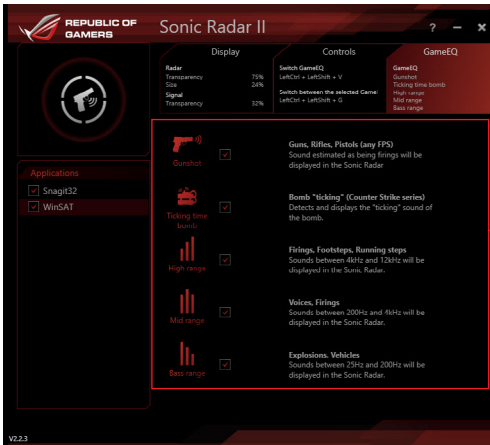 REPUBLIC OF
GAMERS
Sonic Radar II
? – ×
Display
Controls
GameEQ
Radar
Transparency 75%
Size 24%
Signal
Transparency 32%
Switch GameEQ
LeftCtrl + LeftShift + V
Switch between the selected Game
LeftCtrl + LeftShift + G
GameEQ
Gunshot
Ticking time bomb
High range
Mid range
Bass range
Applications
Snagit32
WinSAT
Gunshot
Guns, Rifles, Pistols (any FPS)
Sound estimated as being firings will be
displayed in the Sonic Radar
Ticking time
bomb
Bomb "ticking" (Counter Strike series)
Detects and displays the "ticking" sound of
the bomb.
High range
Firings, Footsteps, Running
steps
Sounds between 4kHz and 12kHz will be
displayed in the Sonic Radar.
Mid range
Voices, Firings
Sounds between 200Hz and 4kHz will be
displayed in the Sonic Radar.
Bass range
Explosions. Vehicles
Sounds between 25Hz and 200Hz will be
displayed in the Sonic Radar.
V2.2.3